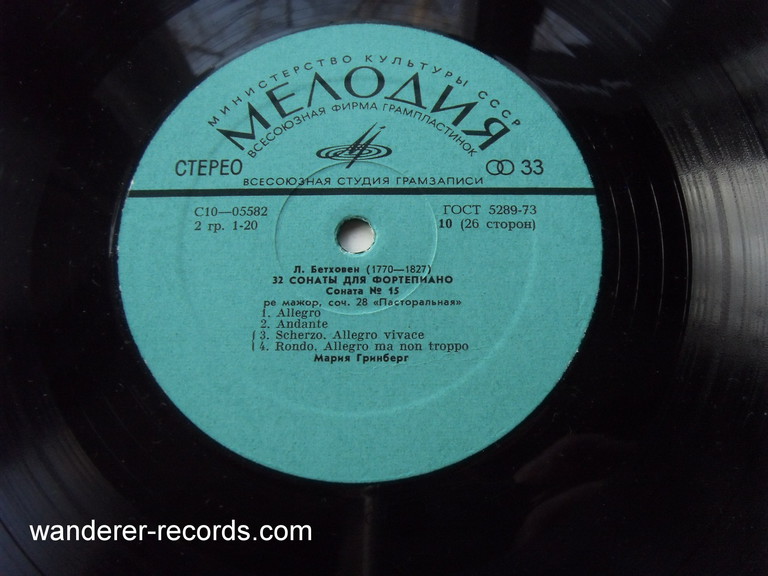 МИНИСТЕРСТВО КУЛЬТУРЫ СССР
МЕЛОДИЯ
ВСЕСОЮЗНАЯ ФИРМА ГРАМПЛАСТИНОК
СТЕРЕО
33
ВСЕСОЮЗНАЯ СТУДИЯ ГРАМЗАПИСИ
С10—05582
ГОСТ 5289-73
2 гр. 1-20
10 (26 сторон)
Л. Бетховен (1770—1827)
32 СОНАТЫ ДЛЯ ФОРТЕПИАНО
Соната № 15
ре мажор, соч. 28 «Пасторальная»
1. Allegro
2. Andante
3. Scherzo. Allegro vivace
4. Rondo. Allegro ma non troppo
Мария Гринберг
wanderer-records.com